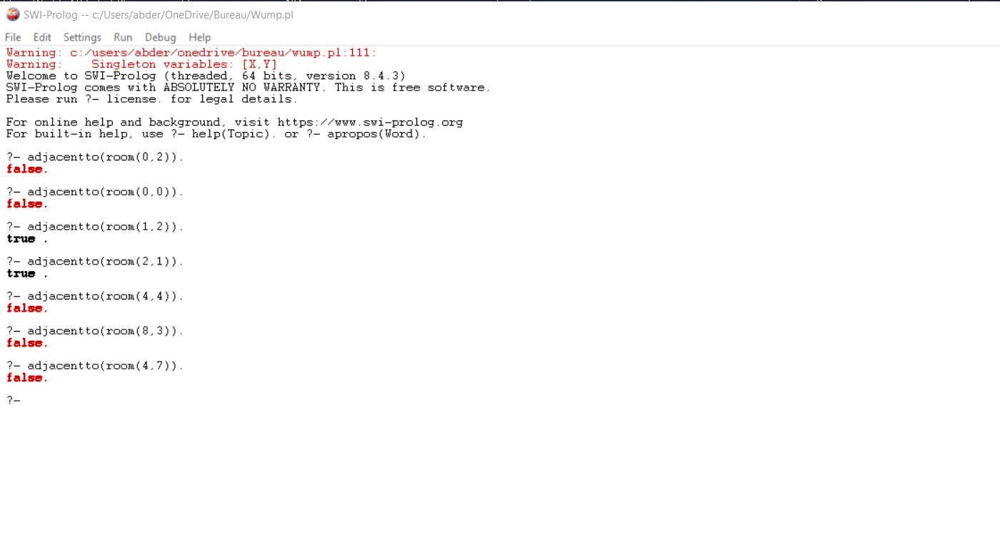 SWI-Prolog -- c:/Users/abder/OneDrive/Bureau/Wump.pl
File Edit Settings Run Debug Help
Warning: c:/users/abder/onedrive/bureau/wump.pl:111:
Warning:    Singleton variables: [X,Y]
Welcome to SWI-Prolog (threaded, 64 bits, version 8.4.3)
SWI-Prolog comes with ABSOLUTELY NO WARRANTY. This is free software.
Please run ?- license. for legal details.
For online help and background, visit https://www.swi-prolog.org
For built-in help, use ?- help(Topic). or ?- apropos(Word).
?- adjacentto(room(0,2)).
false.
?- adjacentto(room(0,0)).
false.
?- adjacentto(room(1,2)).
true .
?- adjacentto(room(2,1)).
true .
?- adjacentto(room(4,4)).
false.
?- adjacentto(room(8,3)).
false.
?- adjacentto(room(4,7)).
false.
?-